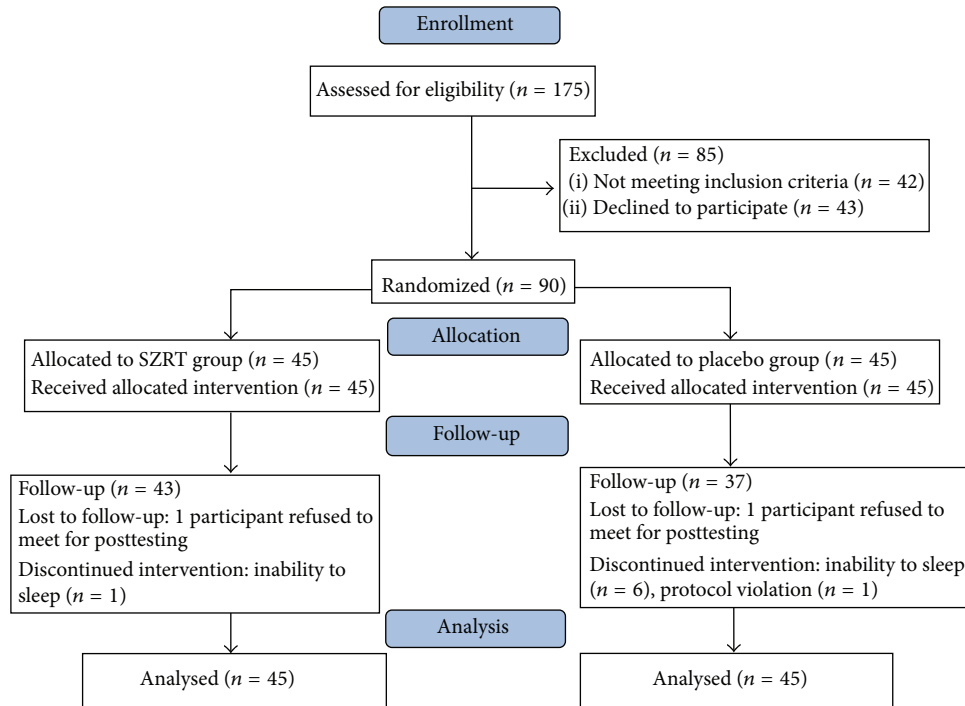 Enrollment
Assessed for eligibility (n = 175)
Excluded (n = 85)
(i) Not meeting inclusion criteria (n = 42)
(ii) Declined to participate (n = 43)
Randomized (n = 90)
Allocation
Allocated to SZRT group (n = 45)
Received allocated intervention (n = 45)
Allocated to placebo group (n = 45)
Received allocated intervention (n = 45)
Follow-up
Follow-up (n = 43)
Lost to follow-up: 1 participant refused to
meet for posttesting
Discontinued intervention: inability to
sleep (n = 1)
Follow-up (n = 37)
Lost to follow-up: 1 participant refused to
meet for posttesting
Discontinued intervention: inability to sleep
(n = 6), protocol violation (n = 1)
Analysis
Analysed (n = 45)
Analysed (n = 45)